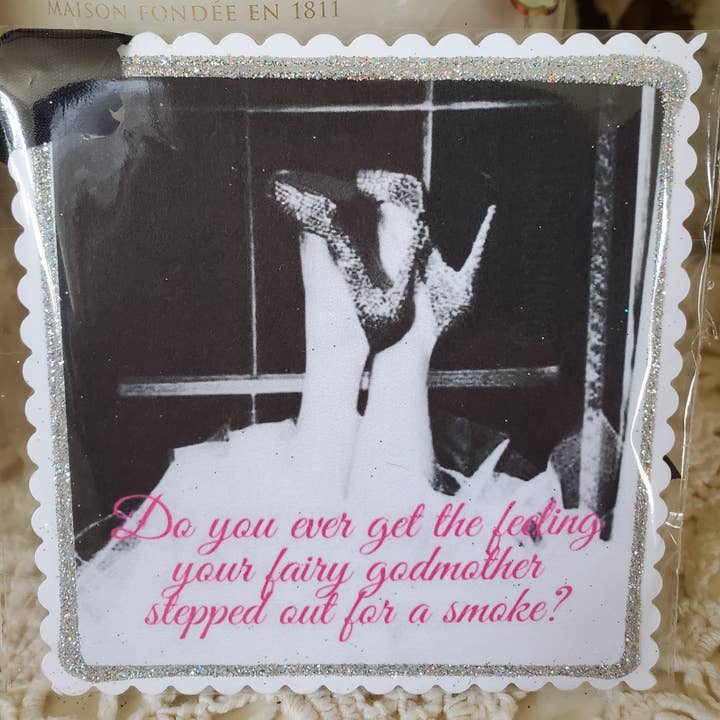 MAISON FONDÉE EN 1811
Do you ever get the feeling
your fairy godmother
stepped out for a smoke?